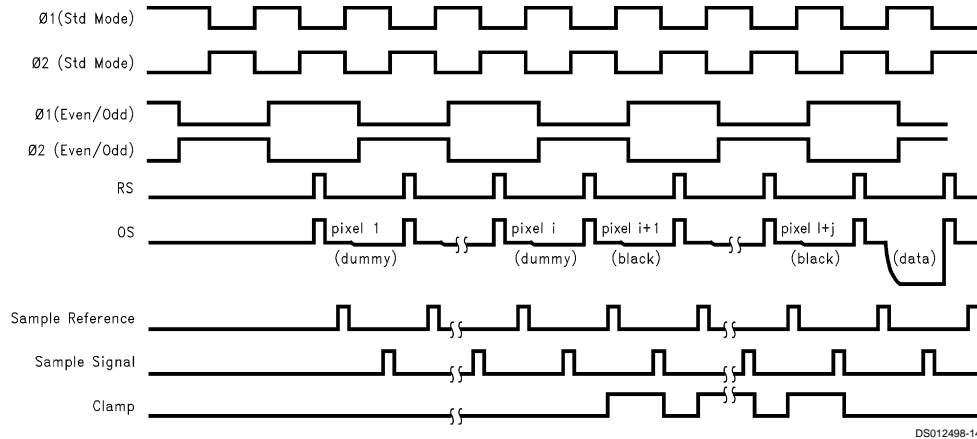 Ø1(Std Mode)
Ø2 (Std Mode)
Ø1(Even/Odd)
Ø2 (Even/Odd)
RS
OS
pixel 1 pixel i pixel i+1 pixel I+j
(dummy) (dummy) (black) (black) (data)
Sample Reference
Sample Signal
Clamp
DS012498-14